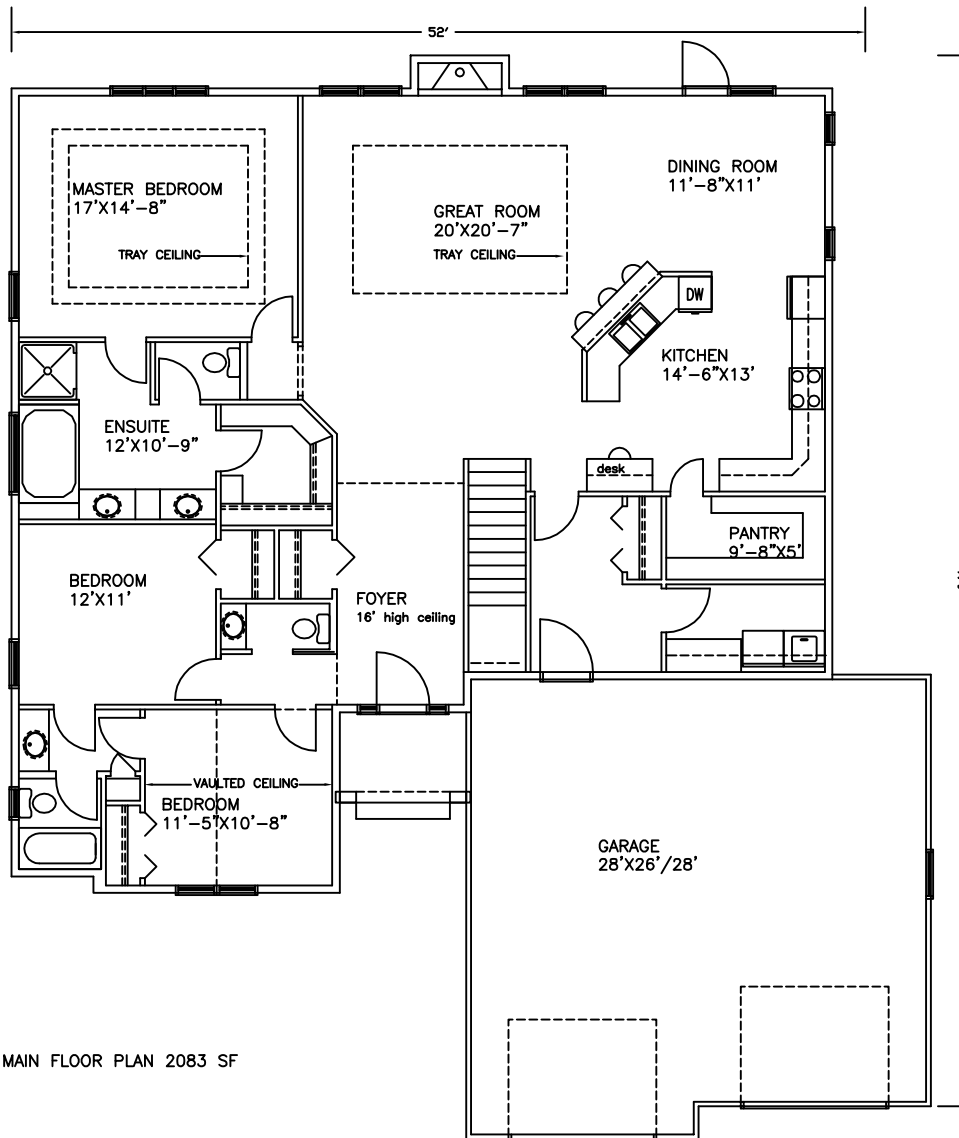 52'
MASTER BEDROOM
17'X14'-8"
TRAY CEILING
GREAT ROOM
20'X20'-7"
TRAY CEILING
DINING ROOM
11'-8"X11'
DW
KITCHEN
14'-6"X13'
ENSUITE
12'X10'-9"
desk
PANTRY
9'-8"X5'
BEDROOM
12'X11'
FOYER
16' high ceiling
VAULTED CEILING
BEDROOM
11'-5"X10'-8"
GARAGE
28'X26'/28'
MAIN FLOOR PLAN 2083 SF